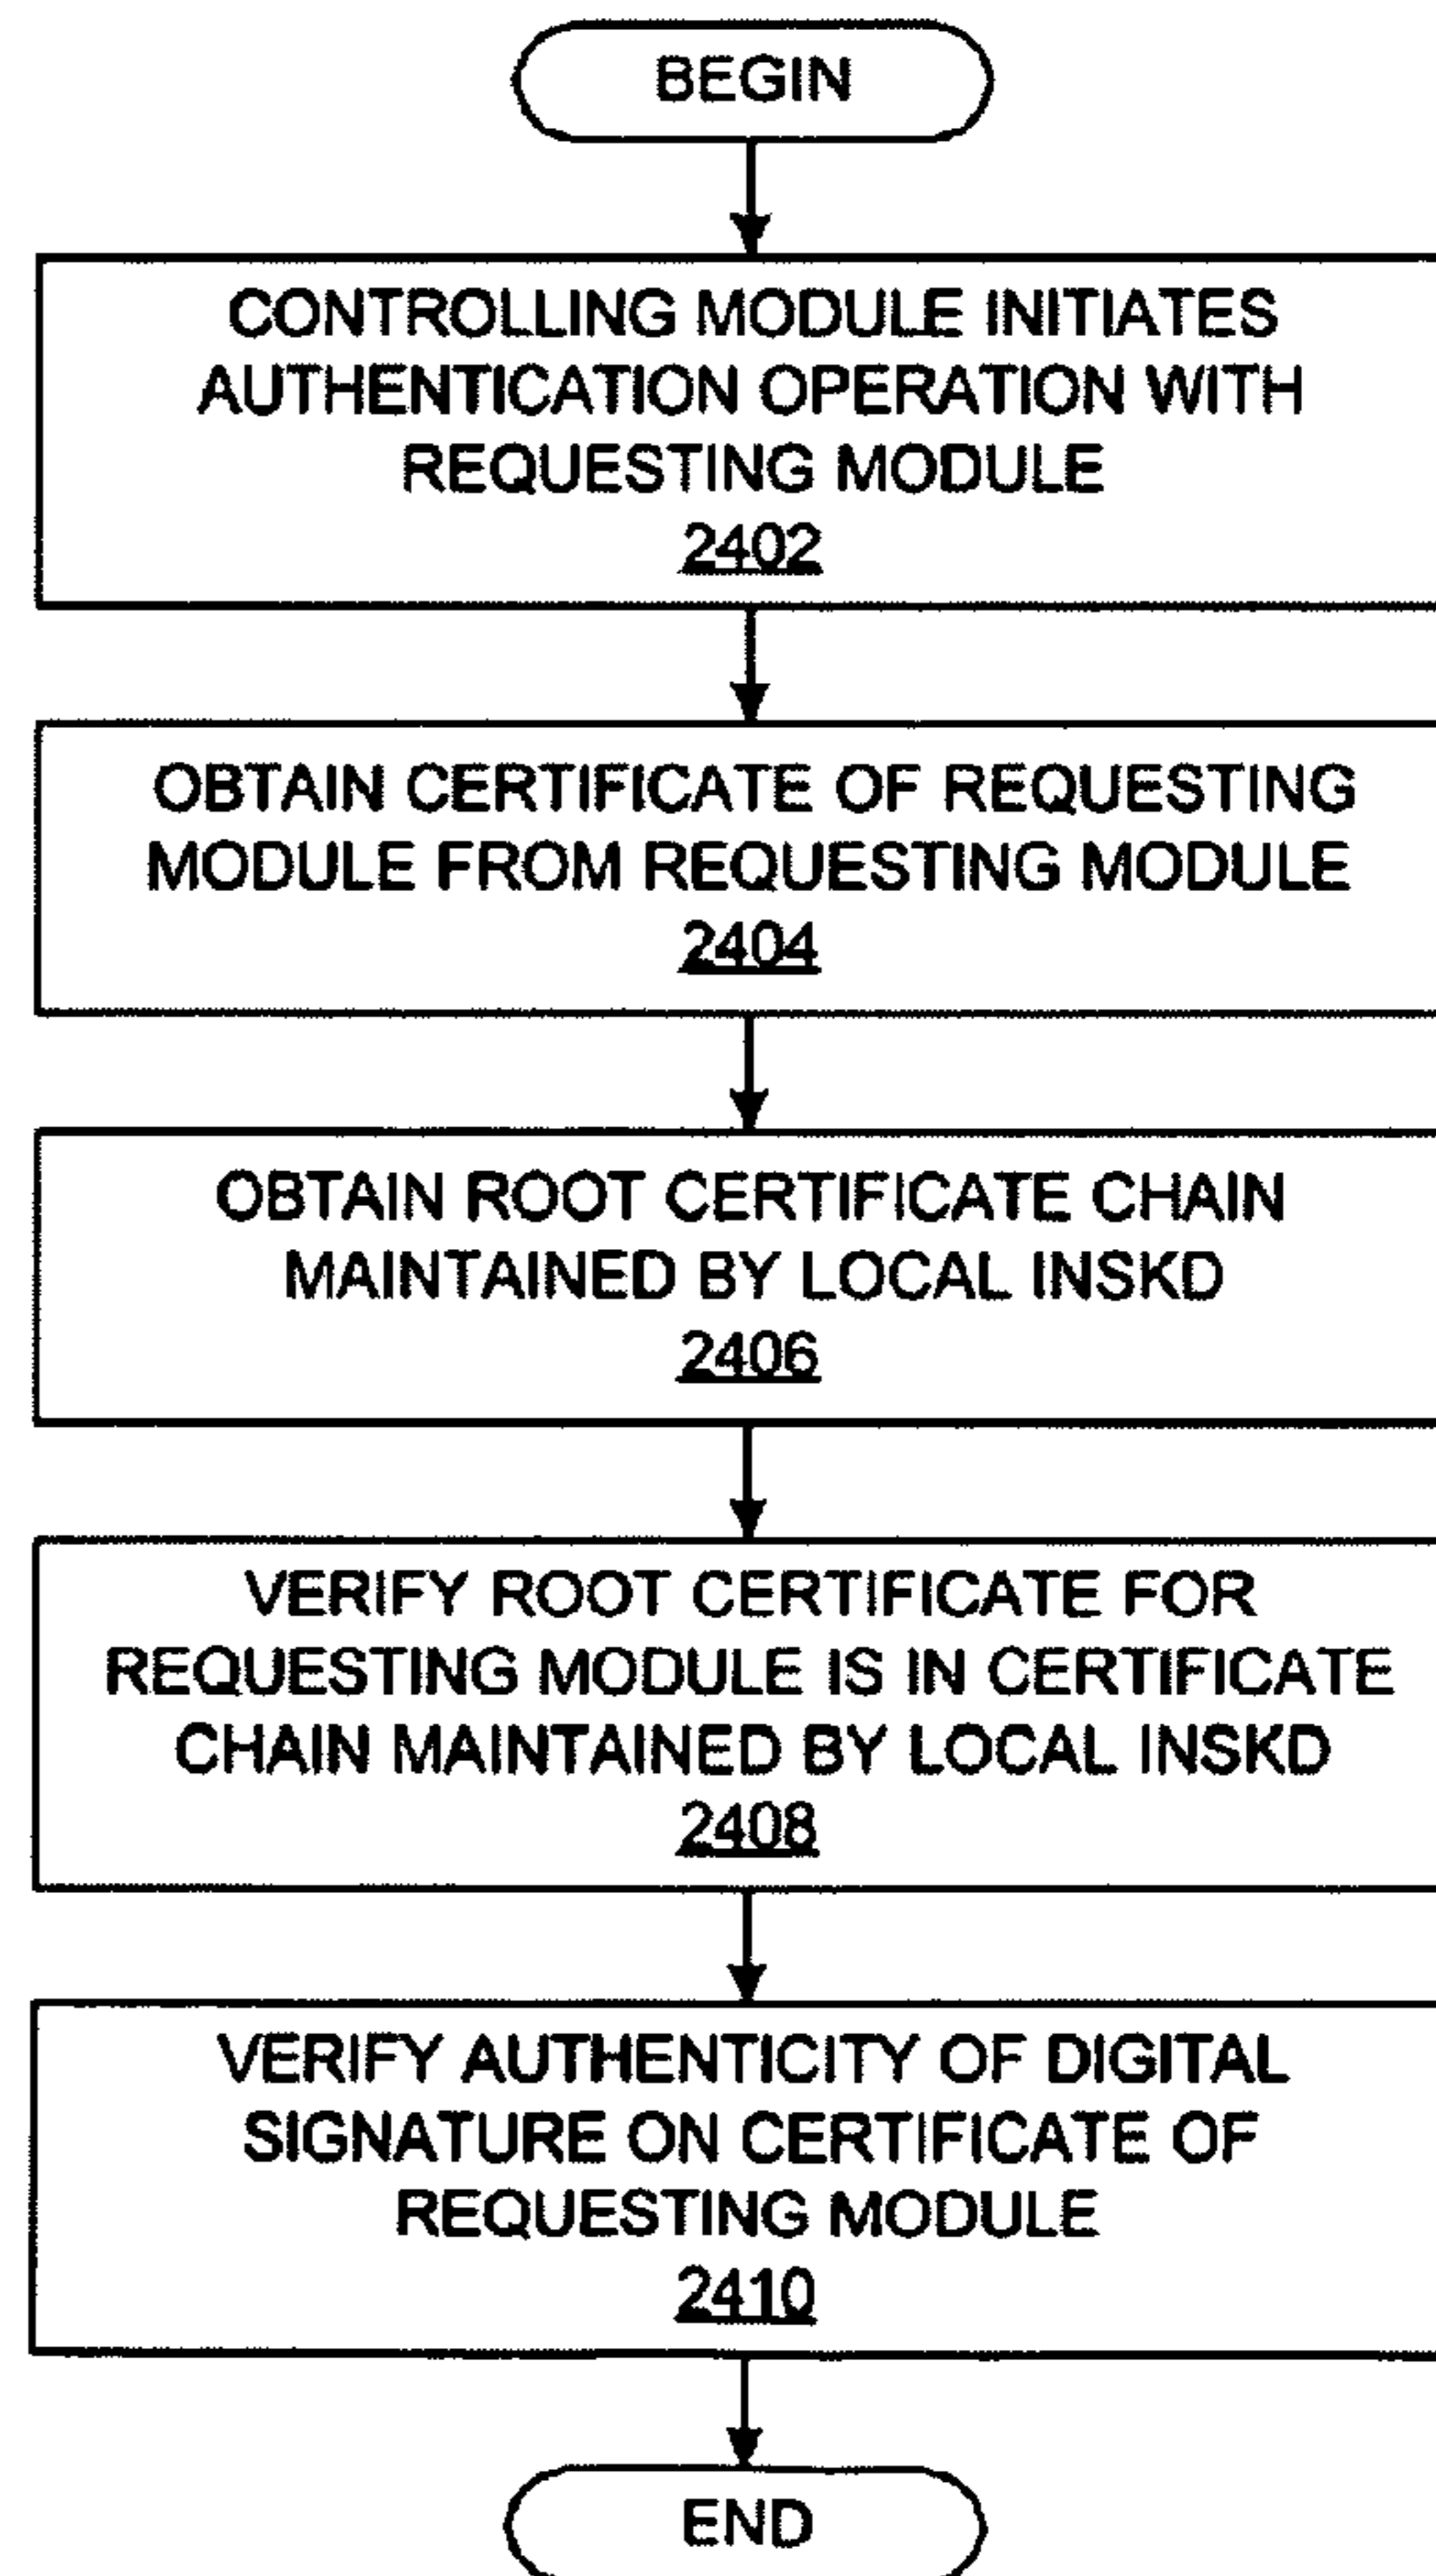 BEGIN
CONTROLLING MODULE INITIATES
AUTHENTICATION OPERATION WITH
REQUESTING MODULE
2402
OBTAIN CERTIFICATE OF REQUESTING
MODULE FROM REQUESTING MODULE
2404
OBTAIN ROOT CERTIFICATE CHAIN
MAINTAINED BY LOCAL INSKD
2406
VERIFY ROOT CERTIFICATE FOR
REQUESTING MODULE IS IN CERTIFICATE
CHAIN MAINTAINED BY LOCAL INSKD
2408
VERIFY AUTHENTICITY OF DIGITAL
SIGNATURE ON CERTIFICATE OF
REQUESTING MODULE
2410
END